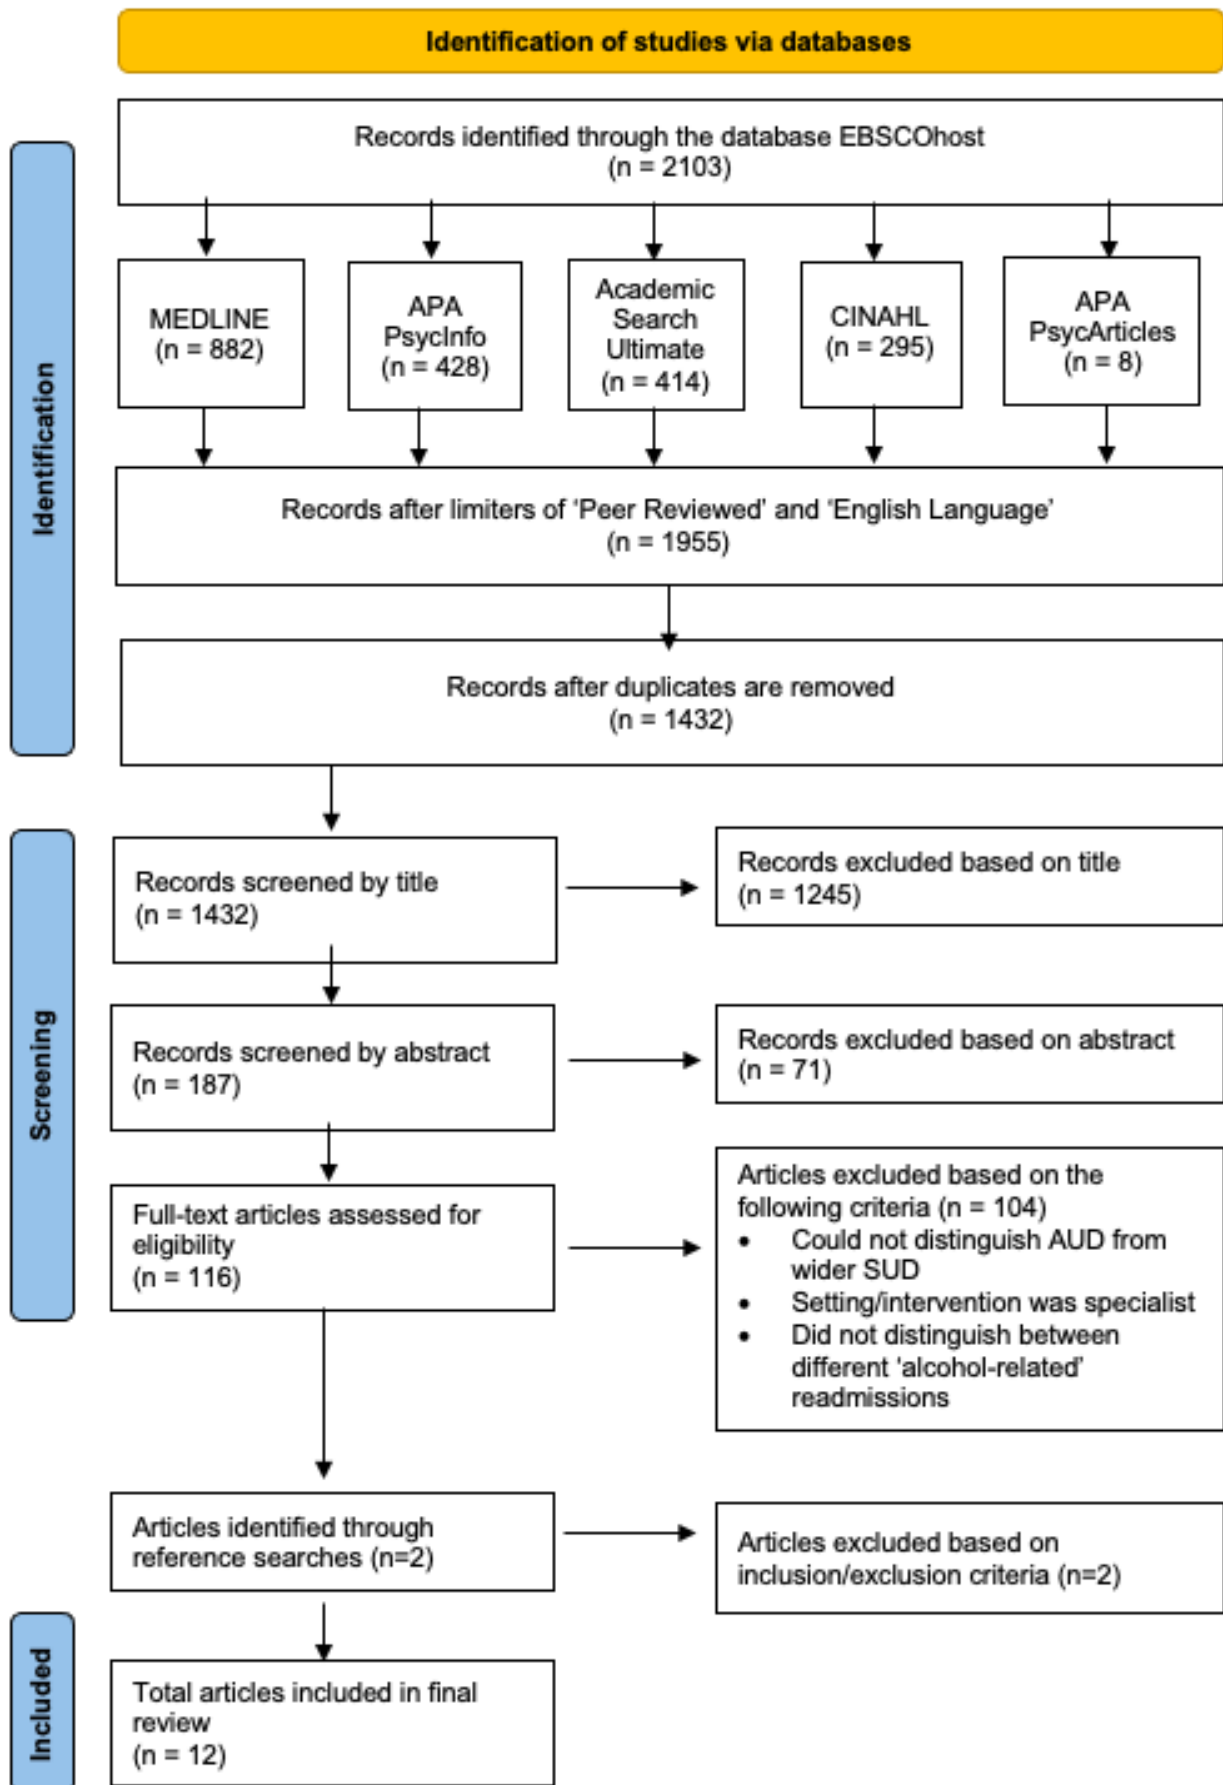 Identification of studies via databases
Identification
Records identified through the database EBSCOhost
(n = 2103)
MEDLINE
(n = 882)
APA
PsycInfo
(n = 428)
Academic
Search
Ultimate
(n = 414)
CINAHL
(n = 295)
APA
PsycArticles
(n = 8)
Records after limiters of ‘Peer Reviewed’ and ‘English Language’
(n = 1955)
Records after duplicates are removed
(n = 1432)
Screening
Records screened by title
(n = 1432)
Records excluded based on title
(n = 1245)
Records screened by abstract
(n = 187)
Records excluded based on abstract
(n = 71)
Full-text articles assessed for
eligibility
(n = 116)
Articles excluded based on the
following criteria (n = 104)
• Could not distinguish AUD from
wider SUD
• Setting/intervention was specialist
• Did not distinguish between
different ‘alcohol-related’
readmissions
Articles identified through
reference searches (n=2)
Articles excluded based on
inclusion/exclusion criteria (n=2)
Included
Total articles included in final
review
(n = 12)